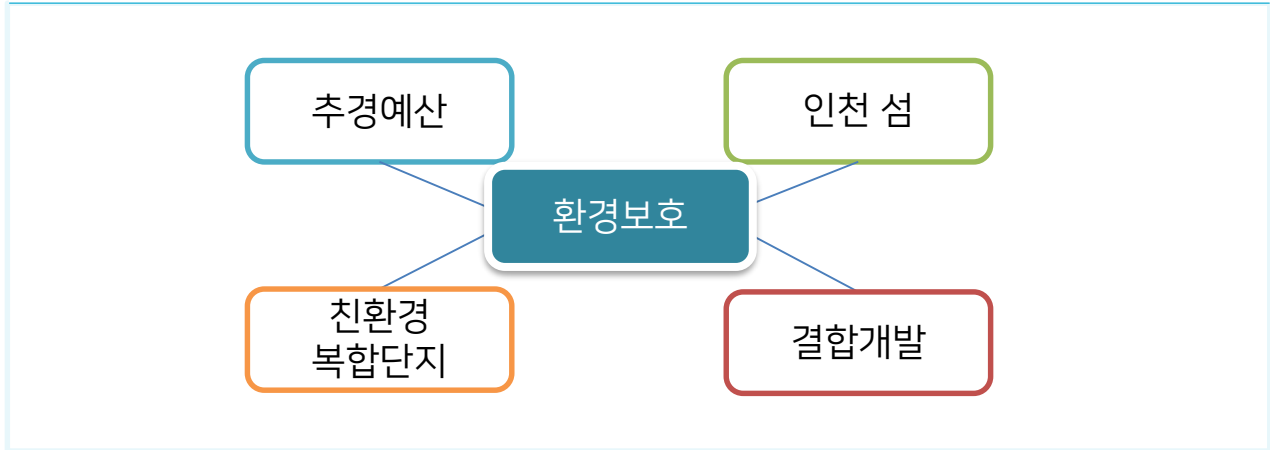 추경예산
인천 섬
환경보호
친환경
복합단지
결합개발